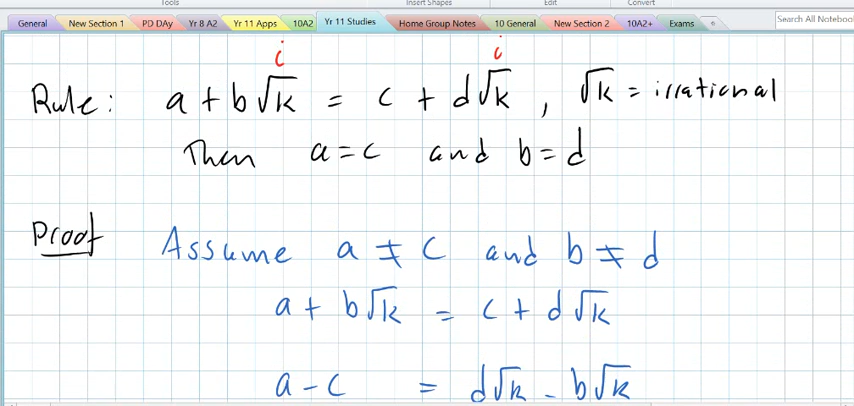 Tools Insert Shapes Edit Convert
General New Section 1 PD DAy Yr 8 A2 Yr 11 Apps 10A2 Yr 11 Studies Home Group Notes 10 General New Section 2 10A2+ Exams Search All Notebook
i i
Rule: a + b√k = c + d√k , √k = irrational
Then a = c and b = d
Proof Assume a ≠ c and b ≠ d
a + b√k = c + d√k
a - c = d√k - b√k